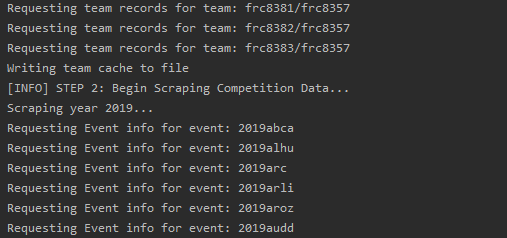 Requesting team records for team: frc8381/frc8357
Requesting team records for team: frc8382/frc8357
Requesting team records for team: frc8383/frc8357
Writing team cache to file
[INFO] STEP 2: Begin Scraping Competition Data...
Scraping year 2019...
Requesting Event info for event: 2019abca
Requesting Event info for event: 2019alhu
Requesting Event info for event: 2019arc
Requesting Event info for event: 2019arli
Requesting Event info for event: 2019aroz
Requesting Event info for event: 2019audd